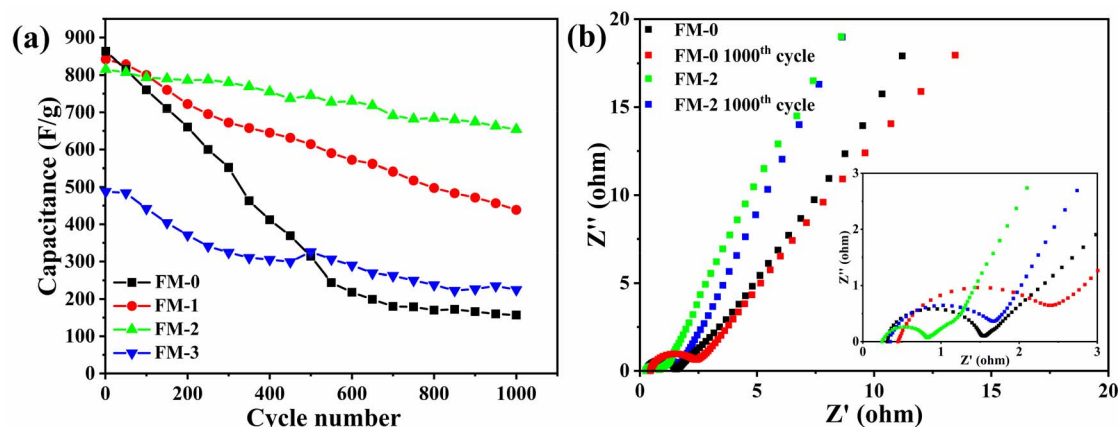 (a)
Capacitance (F/g)
900
800
700
600
500
400
300
200
100
0
FM-0
FM-1
FM-2
FM-3
0 200 400 600 800 1000
Cycle number
(b)
Z'' (ohm)
20
15
10
5
0
FM-0
FM-0 1000th cycle
FM-2
FM-2 1000th cycle
Z'' (ohm)
3
2
1
0
0 1 2 3
Z' (ohm)
0 5 10 15 20
Z' (ohm)